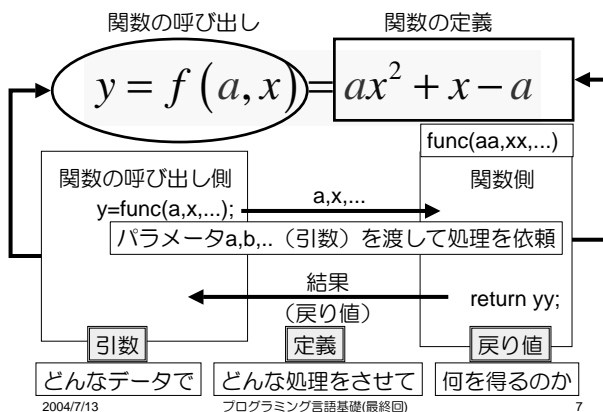 関数の呼び出し
関数の定義
y = f(a, x) = ax² + x − a
func(aa,xx,...)
関数の呼び出し側
関数側
y=func(a,x,...);
a,x,...
パラメータa,b,..（引数）を渡して処理を依頼
結果
（戻り値）
return yy;
引数
定義
戻り値
どんなデータで
どんな処理をさせて
何を得るのか
2004/7/13
プログラミング言語基礎(最終回)
7